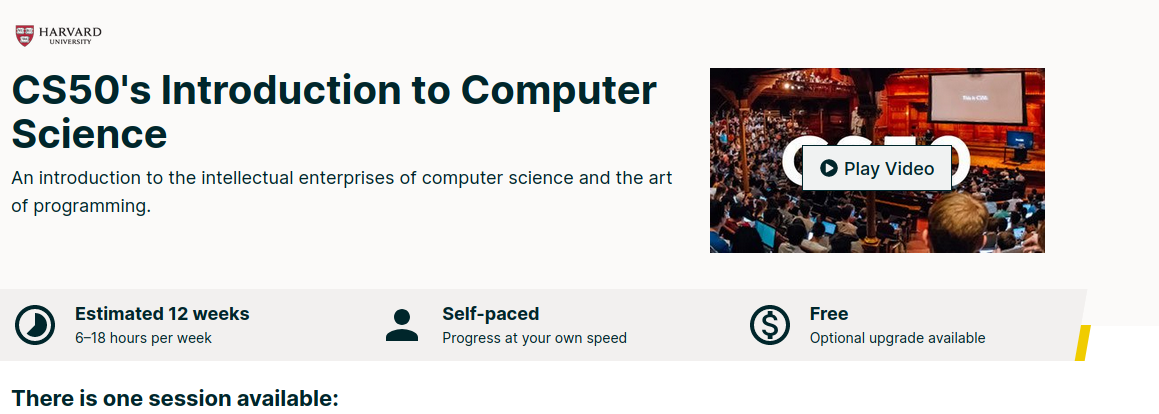 HARVARD
UNIVERSITY
CS50's Introduction to Computer
Science
An introduction to the intellectual enterprises of computer science and the art
of programming.
This is CS50.
Play Video
Estimated 12 weeks
6–18 hours per week
Self-paced
Progress at your own speed
Free
Optional upgrade available
There is one session available: